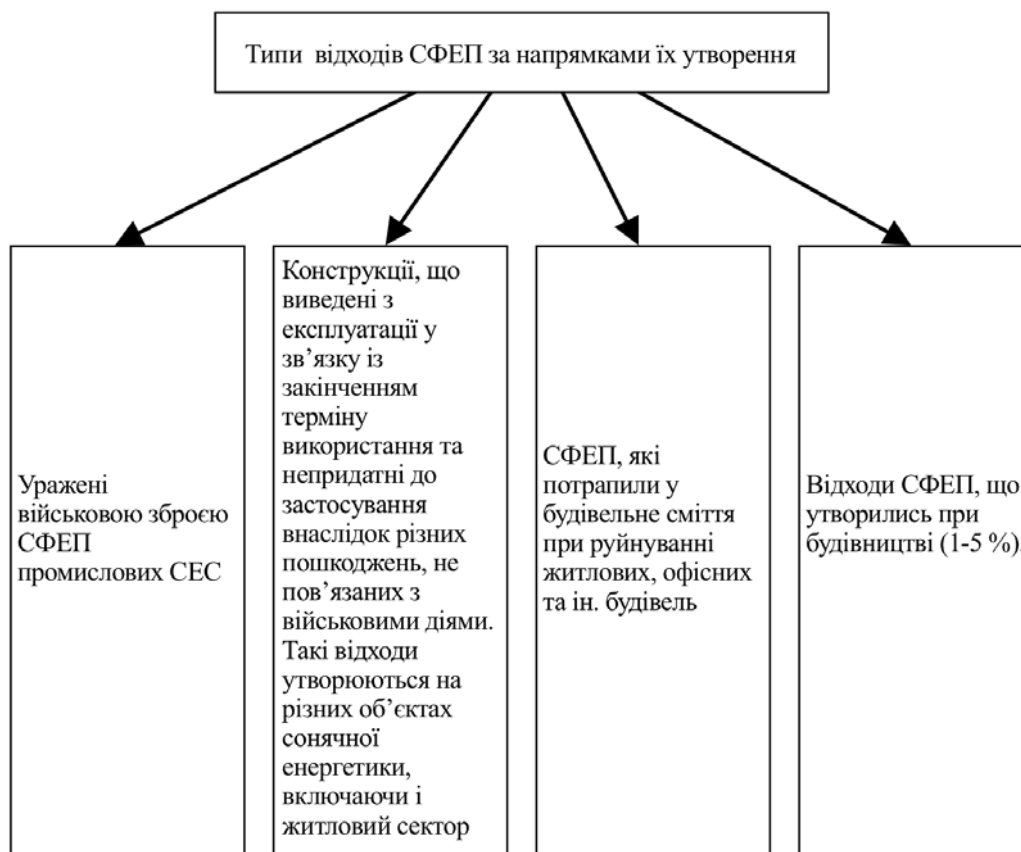 Типи відходів СФЕП за напрямками їх утворення
Уражені
військовою зброєю
СФЕП
промислових СЕС
Конструкції, що
виведені з
експлуатації у
зв’язку із
закінченням
терміну
використання та
непридатні до
застосування
внаслідок різних
пошкоджень, не
пов’язаних з
військовими діями.
Такі відходи
утворюються на
різних об’єктах
сонячної
енергетики,
включаючи і
житловий сектор
СФЕП, які
потрапили у
будівельне сміття
при руйнуванні
житлових, офісних
та ін. будівель
Відходи СФЕП, що
утворились при
будівництві (1-5 %).